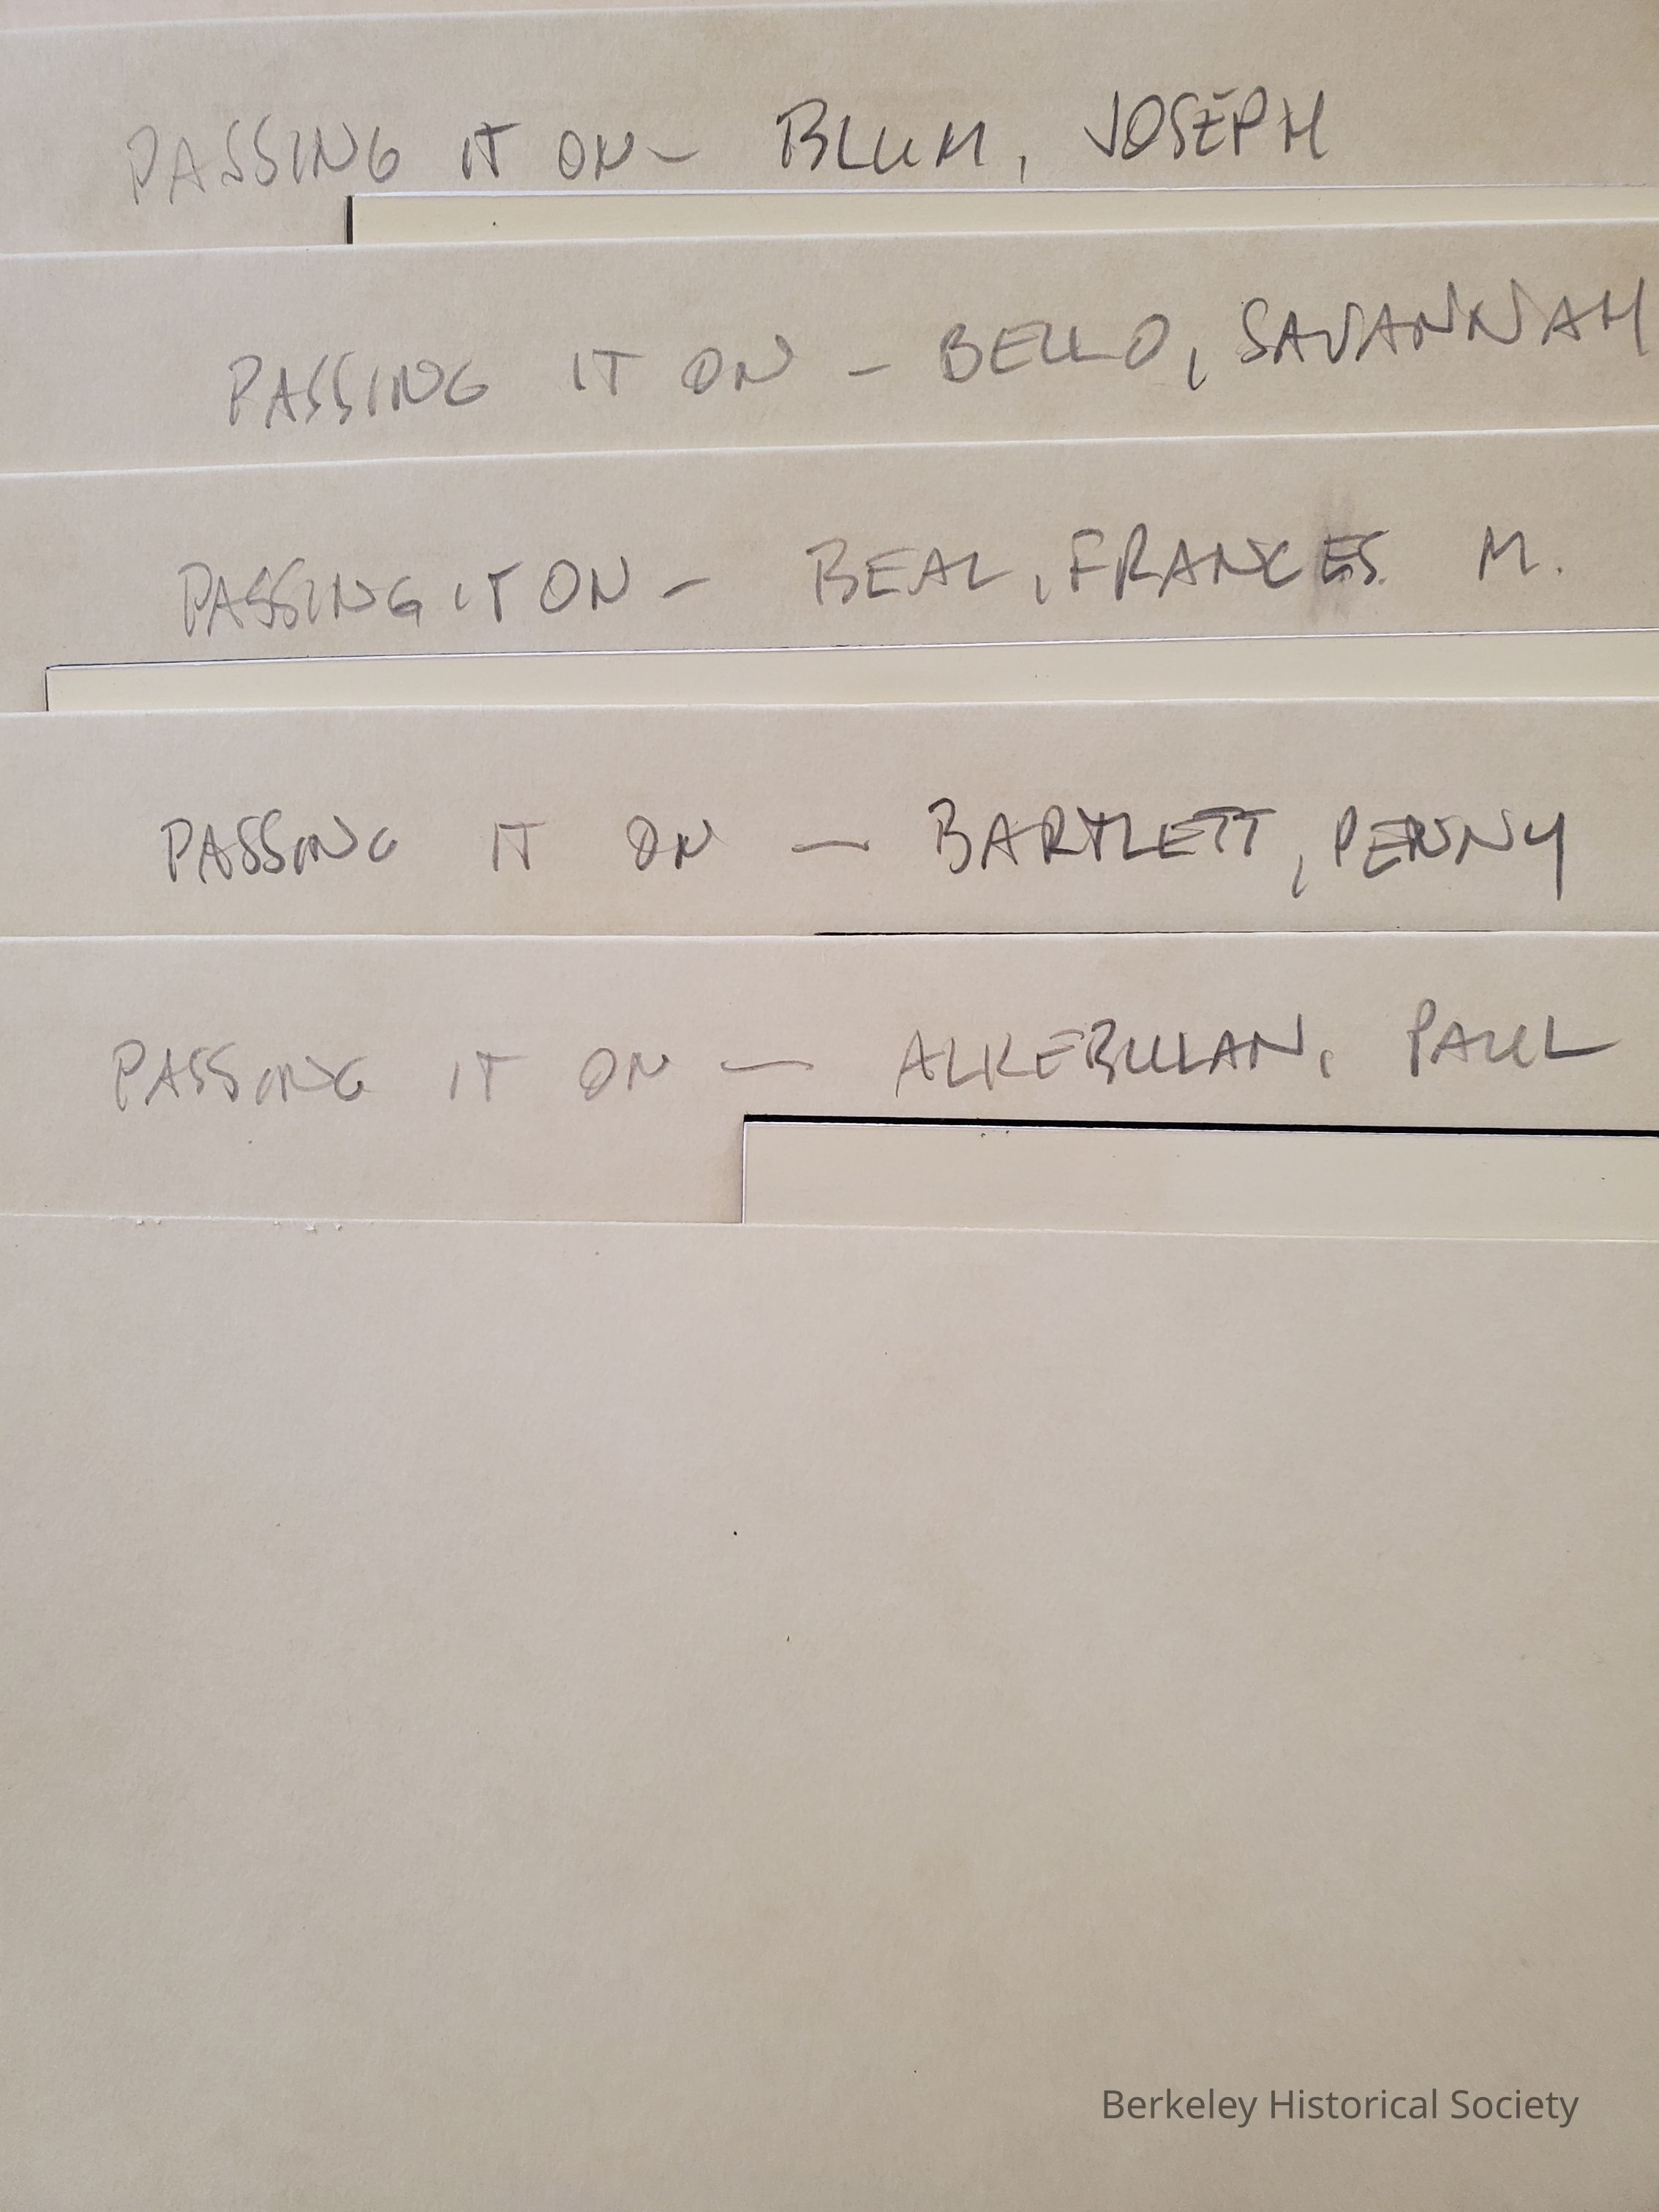 PASSING IT ON - BLUM, JOSEPH
PASSING IT ON - BELLO, SAVANNAH
PASSING IT ON - BEAL, FRANCES M.
PASSING IT ON - BARTLETT, PENNY
PASSING IT ON - ALKEBULAN, PAUL
Berkeley Historical Society